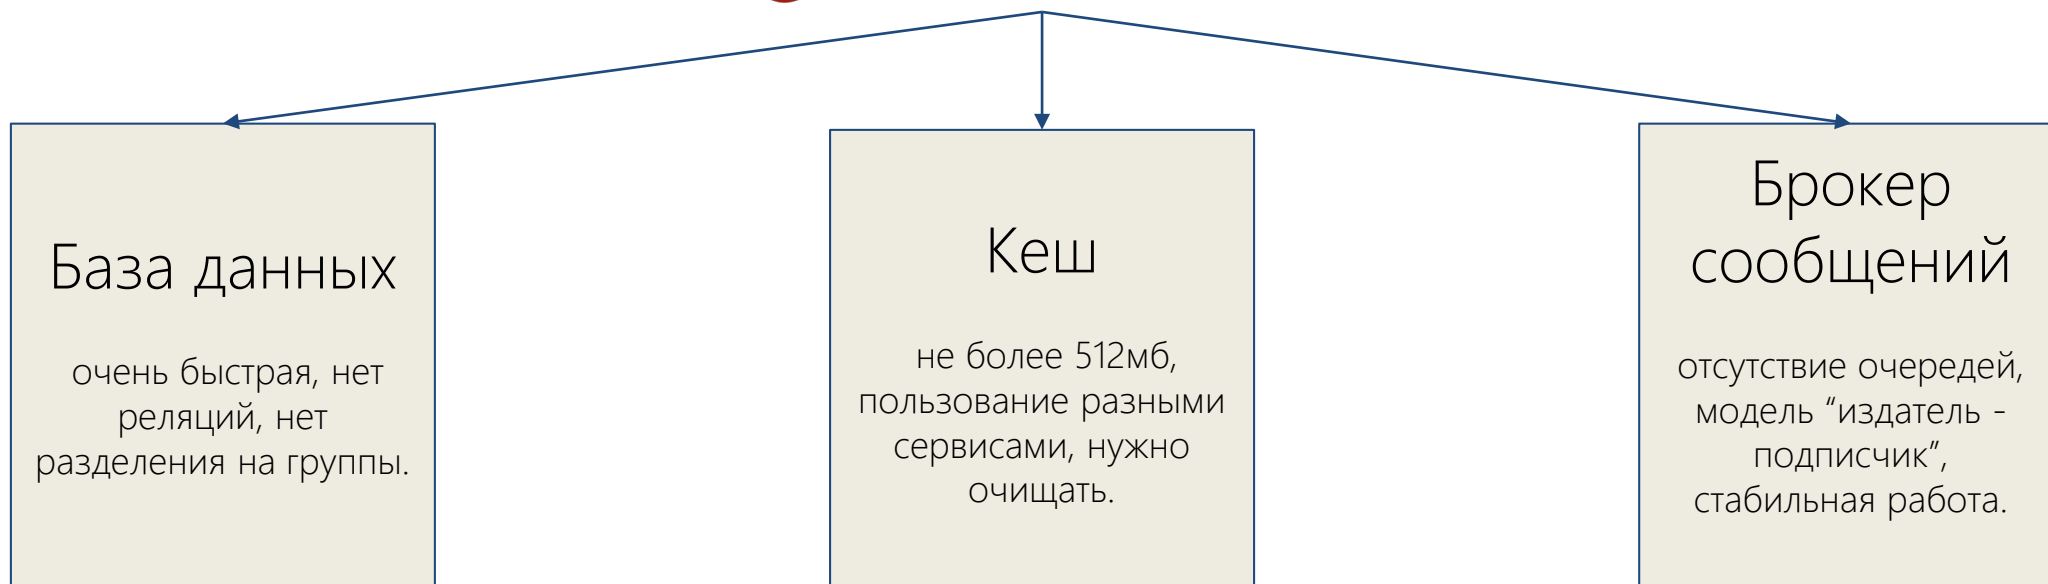 База данных
очень быстрая, нет
реляций, нет
разделения на группы.
Кеш
не более 512мб,
пользование разными
сервисами, нужно
очищать.
Брокер
сообщений
отсутствие очередей,
модель “издатель -
подписчик”,
стабильная работа.